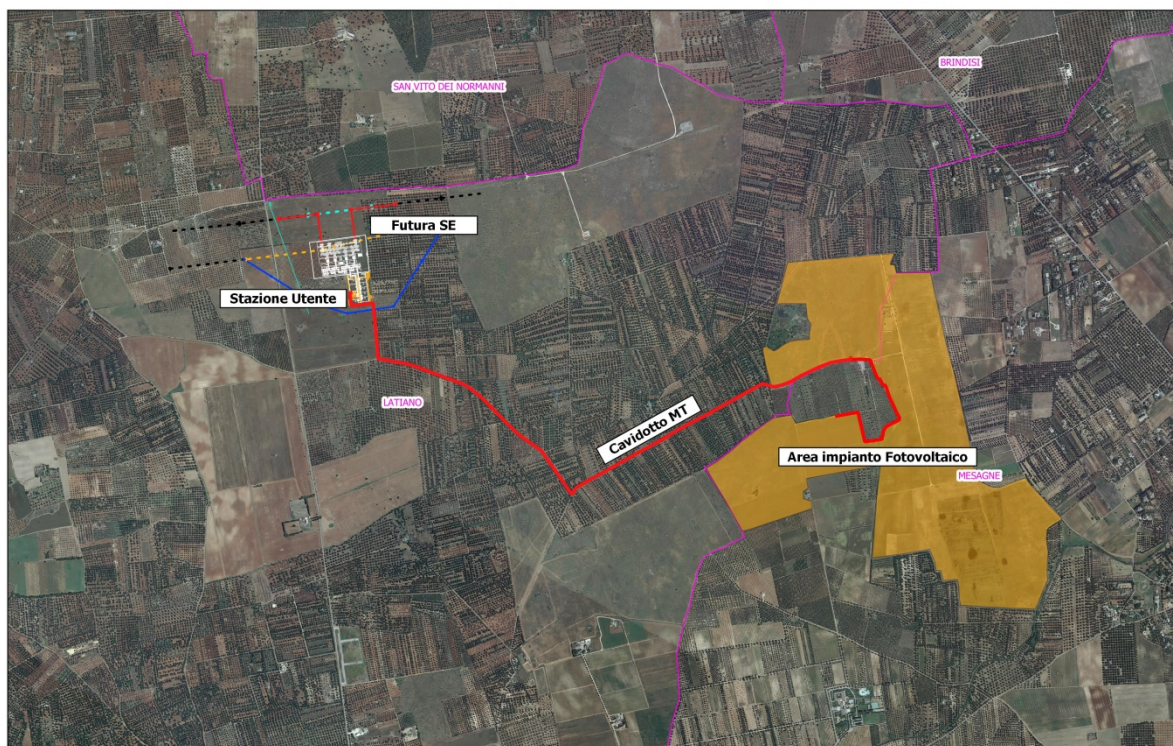 BRINDISI
SAN VITO DEI NORMANNI
Futura SE
Stazione Utente
LATIANO
Cavidotto MT
Area impianto Fotovoltaico
MESAGNE